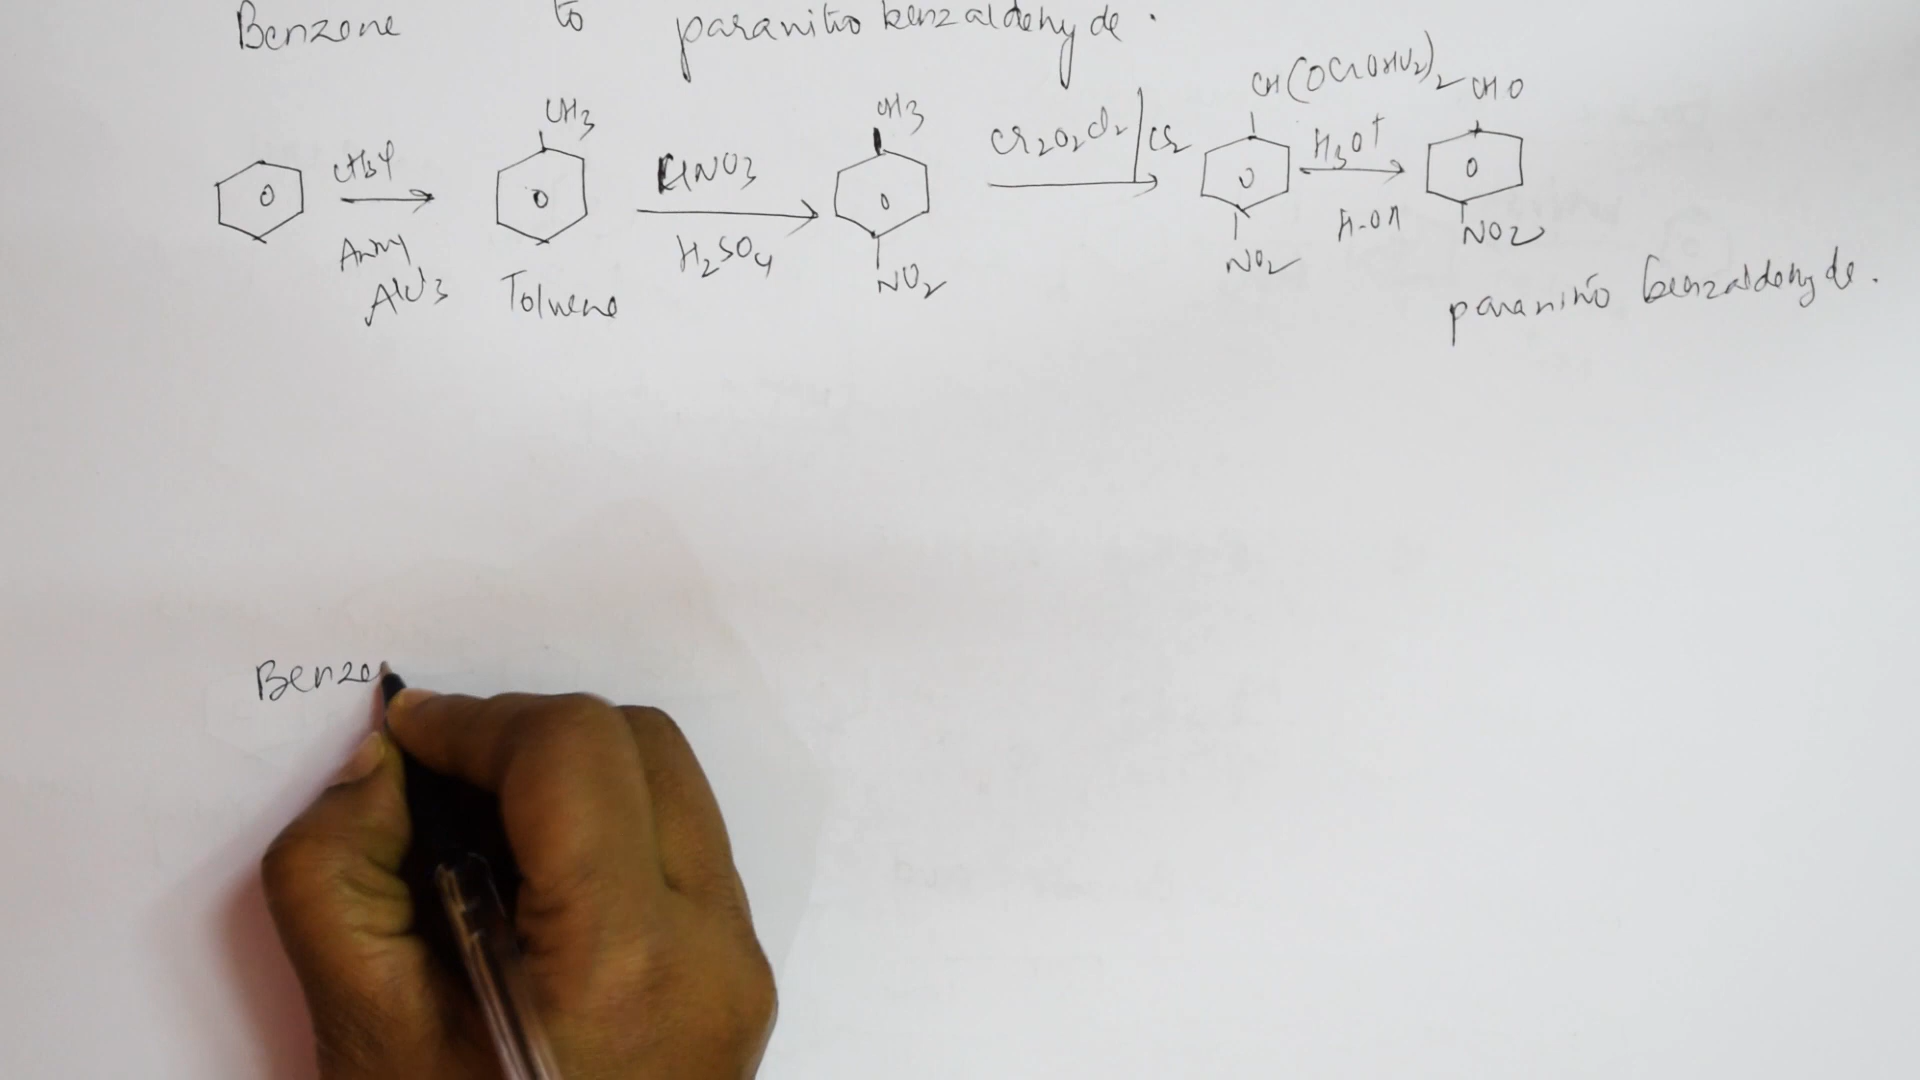 Benzene to paranitro benzaldehyde.
CH3 CH3 CH(OCrOHCl2)2 CHO
CH3Cl HNO3 Cr2O2Cl2/CS2 H3O+
Anhy H2SO4
AlCl3 Toluene NO2 NO2 NO2
paranitro benzaldehyde.
Benze